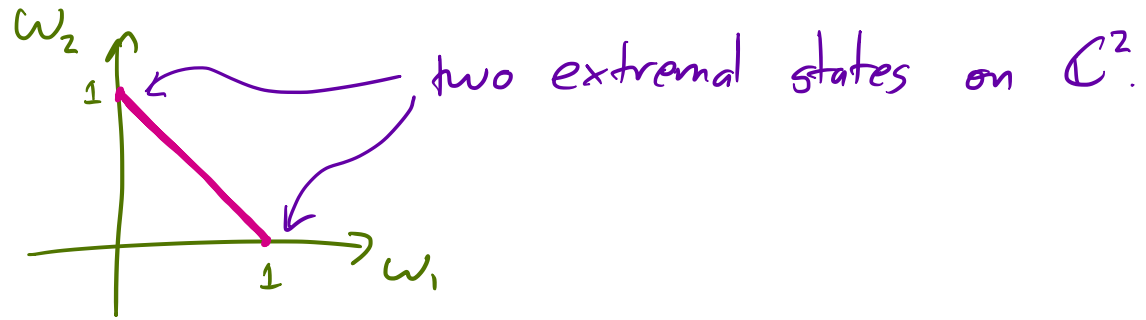 ω₂
1
two extremal states on ℂ².
1
ω₁